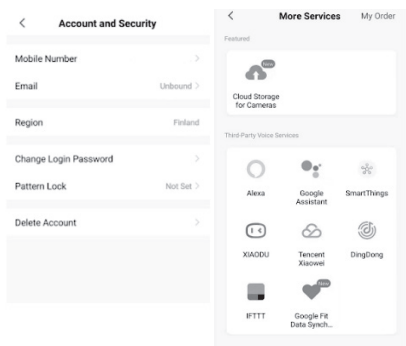 Account and Security
Mobile Number
Email
Unbound
Region
Finland
Change Login Password
Pattern Lock
Not Set
Delete Account
More Services
My Order
Featured
New
Cloud Storage
for Cameras
Third-Party Voice Services
Alexa
Google
Assistant
SmartThings
XIAODU
Tencent
Xiaowei
DingDong
IFTTT
New
Google Fit
Data Synch...